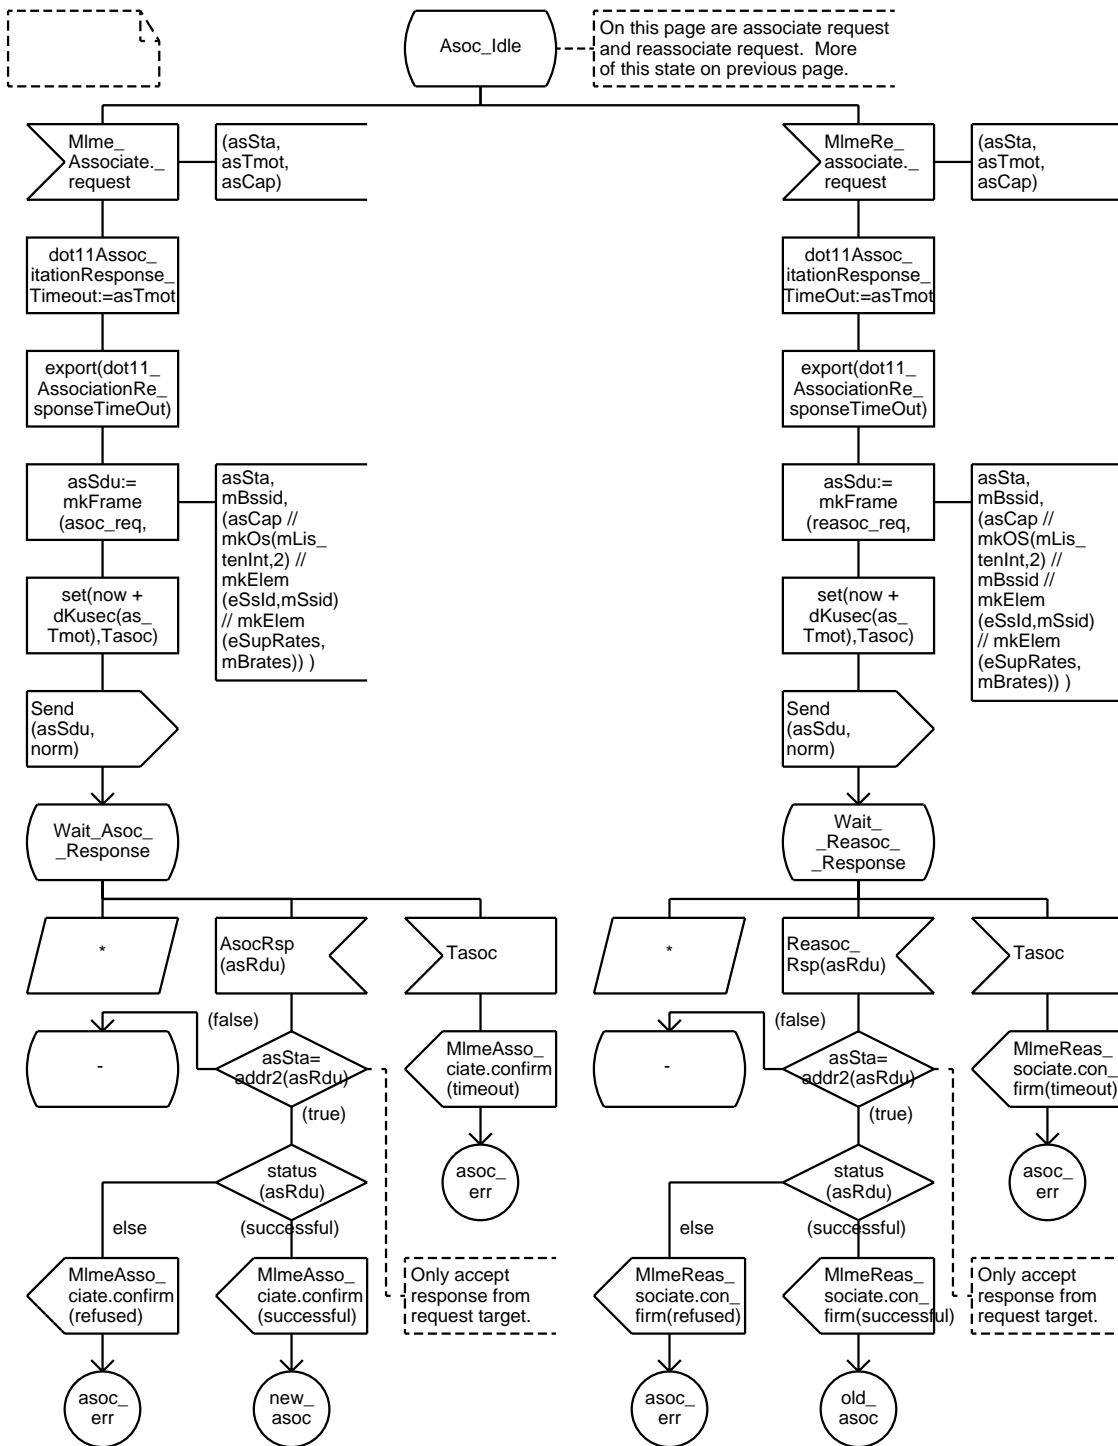 Asoc_Idle
On this page are associate request
and reassociate request.  More
of this state on previous page.
Mlme_
Associate._
request
(asSta,
asTmot,
asCap)
dot11Assoc_
itationResponse_
Timeout:=asTmot
export(dot11_
AssociationRe_
sponseTimeOut)
asSdu:=
mkFrame
(asoc_req,
asSta,
mBssid,
(asCap //
mkOs(mLis_
tenInt,2) //
mkElem
(eSsId,mSsid)
// mkElem
(eSupRates,
mBrates)) )
set(now +
dKusec(as_
Tmot),Tasoc)
Send
(asSdu,
norm)
Wait_Asoc_
_Response
*
AsocRsp
(asRdu)
Tasoc
(false)
-
asSta=
addr2(asRdu)
MlmeAsso_
ciate.confirm
(timeout)
(true)
asoc_
err
status
(asRdu)
else
(successful)
MlmeAsso_
ciate.confirm
(refused)
MlmeAsso_
ciate.confirm
(successful)
Only accept
response from
request target.
asoc_
err
new_
asoc
MlmeRe_
associate._
request
(asSta,
asTmot,
asCap)
dot11Assoc_
itationResponse_
TimeOut:=asTmot
export(dot11_
AssociationRe_
sponseTimeOut)
asSdu:=
mkFrame
(reasoc_req,
asSta,
mBssid,
(asCap //
mkOS(mLis_
tenInt,2) //
mBssid //
mkElem
(eSsId,mSsid)
// mkElem
(eSupRates,
mBrates)) )
set(now +
dKusec(as_
Tmot),Tasoc)
Send
(asSdu,
norm)
Wait_
_Reasoc_
_Response
*
Reasoc_
Rsp(asRdu)
Tasoc
(false)
-
asSta=
addr2(asRdu)
MlmeReas_
sociate.con_
firm(timeout)
(true)
asoc_
err
status
(asRdu)
else
(successful)
MlmeReas_
sociate.con_
firm(refused)
MlmeReas_
sociate.con_
firm(successful)
Only accept
response from
request target.
asoc_
err
old_
asoc